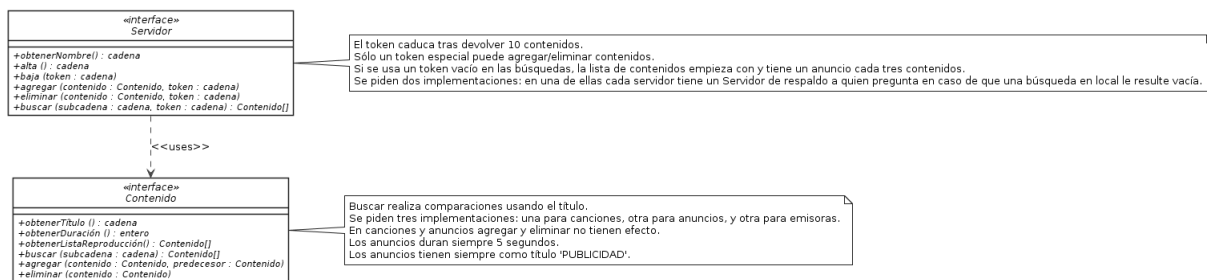 «interface»
Servidor
+obtenerNombre() : cadena
+alta () : cadena
+baja (token : cadena)
+agregar (contenido : Contenido, token : cadena)
+eliminar (contenido : Contenido, token : cadena)
+buscar (subcadena : cadena, token : cadena) : Contenido[]
El token caduca tras devolver 10 contenidos.
Sólo un token especial puede agregar/eliminar contenidos.
Si se usa un token vacío en las búsquedas, la lista de contenidos empieza con y tiene un anuncio cada tres contenidos.
Se piden dos implementaciones: en una de ellas cada servidor tiene un Servidor de respaldo a quien pregunta en caso de que una búsqueda en local le resulte vacía.
<<uses>>
«interface»
Contenido
+obtenerTítulo () : cadena
+obtenerDuración () : entero
+obtenerListaReproducción() : Contenido[]
+buscar (subcadena : cadena) : Contenido[]
+agregar (contenido : Contenido, predecesor : Contenido)
+eliminar (contenido : Contenido)
Buscar realiza comparaciones usando el título.
Se piden tres implementaciones: una para canciones, otra para anuncios, y otra para emisoras.
En canciones y anuncios agregar y eliminar no tienen efecto.
Los anuncios duran siempre 5 segundos.
Los anuncios tienen siempre como título 'PUBLICIDAD'.